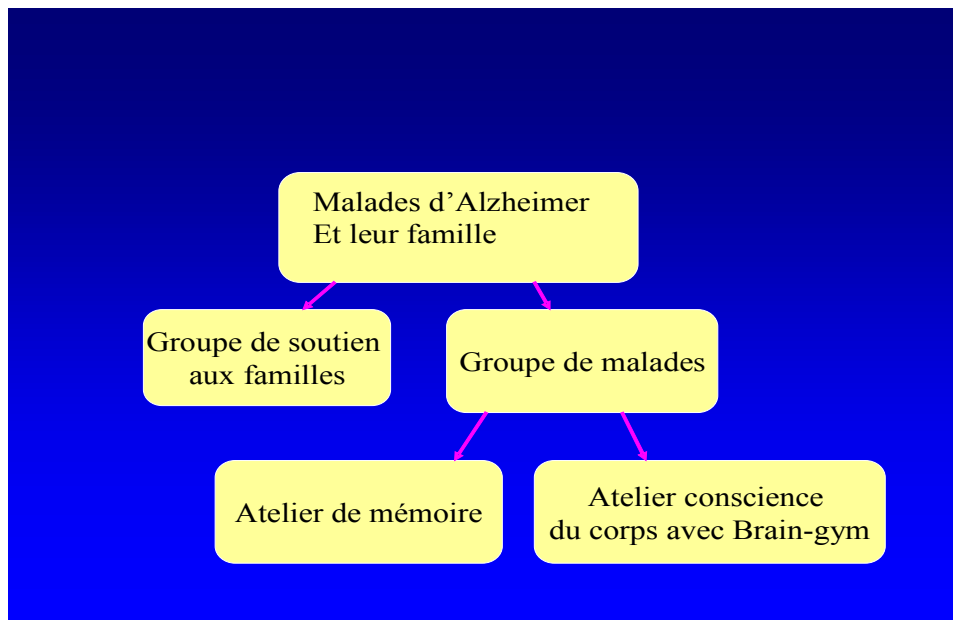 Malades d’Alzheimer
Et leur famille
Groupe de soutien
aux familles
Groupe de malades
Atelier de mémoire
Atelier conscience
du corps avec Brain-gym